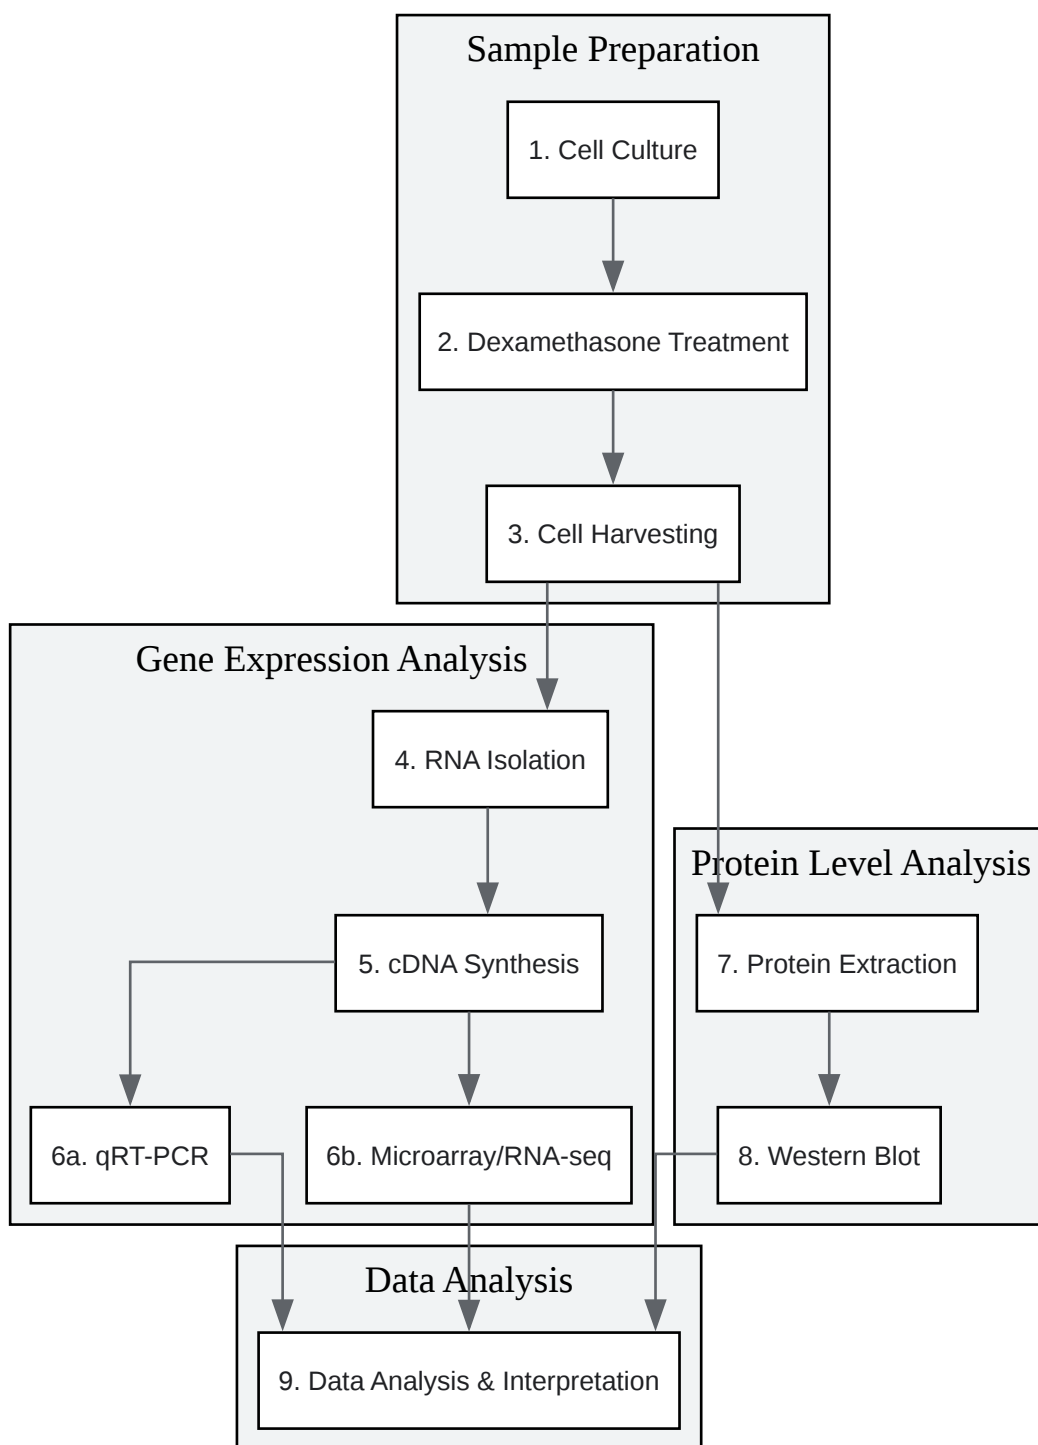 Sample Preparation
1. Cell Culture
2. Dexamethasone Treatment
3. Cell Harvesting
Gene Expression Analysis
4. RNA Isolation
5. cDNA Synthesis
6a. qRT-PCR
6b. Microarray/RNA-seq
Protein Level Analysis
7. Protein Extraction
8. Western Blot
Data Analysis
9. Data Analysis & Interpretation